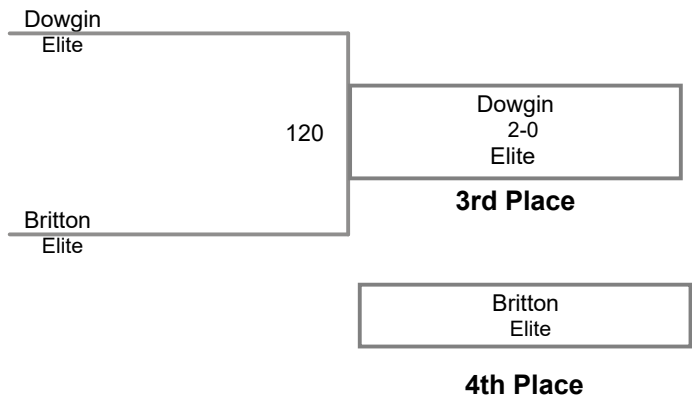 Dowgin
Elite
120
Dowgin
2-0
Elite
3rd Place
Britton
Elite
Britton
Elite
4th Place